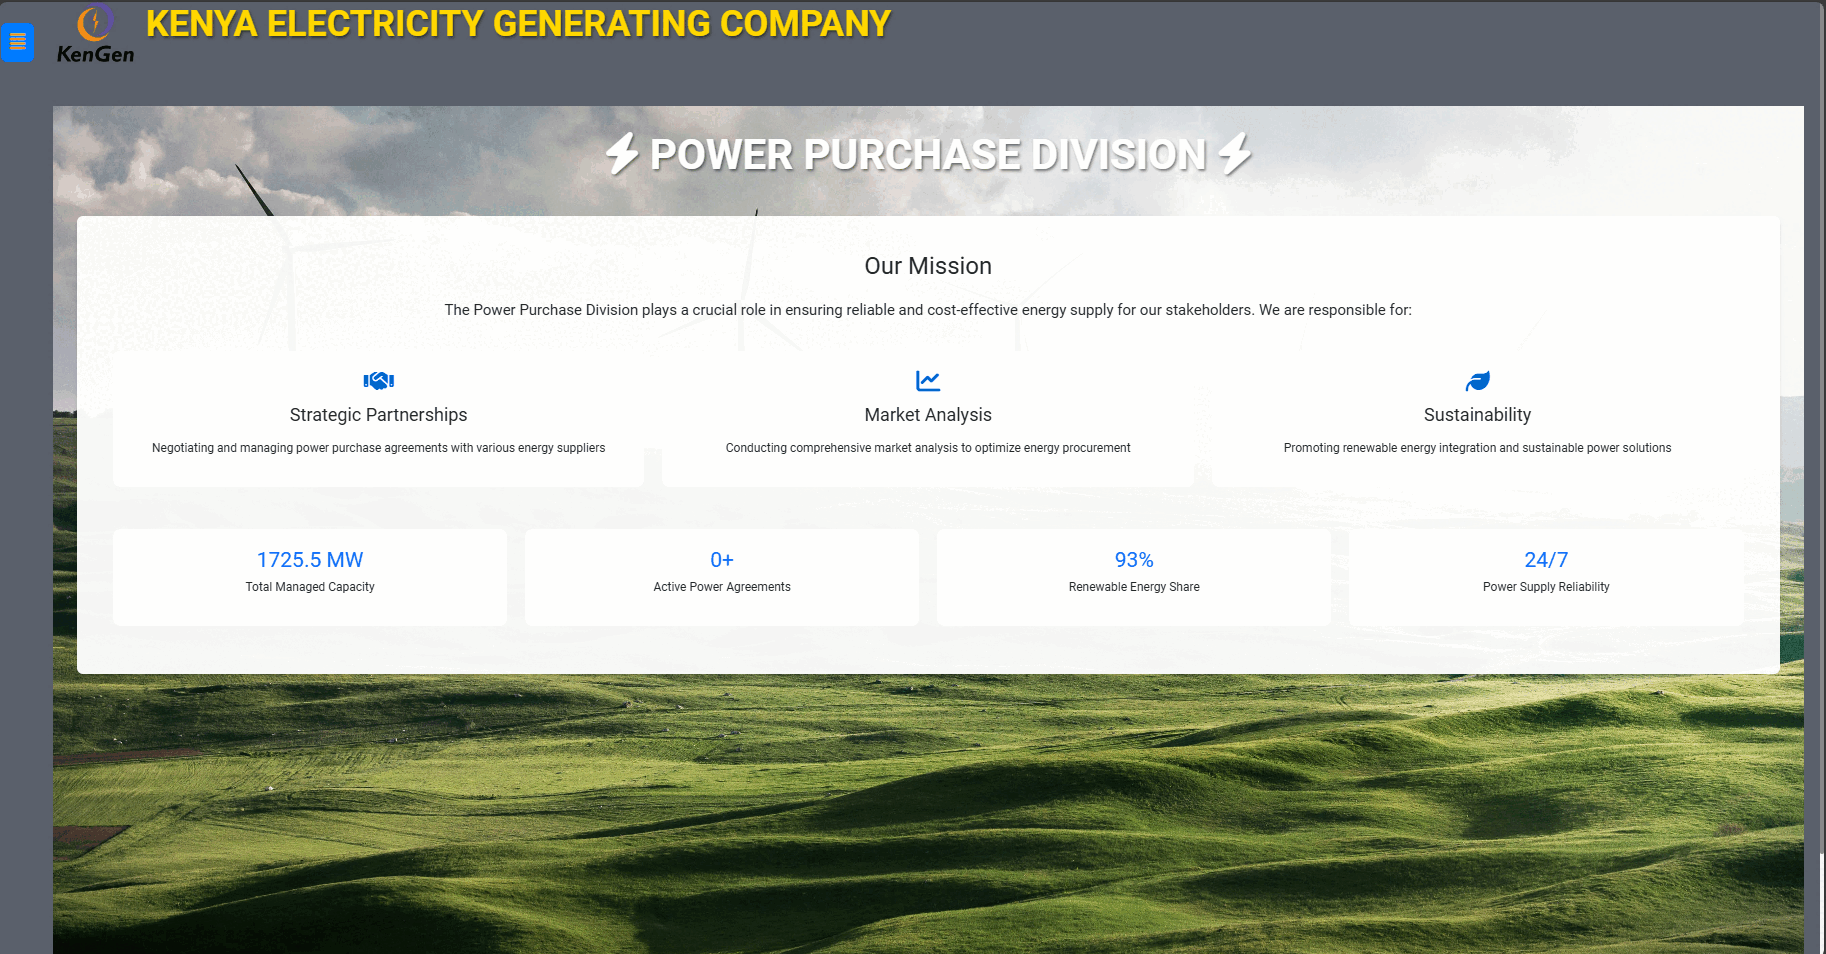 KenGen
KENYA ELECTRICITY GENERATING COMPANY
POWER PURCHASE DIVISION
Our Mission
The Power Purchase Division plays a crucial role in ensuring reliable and cost-effective energy supply for our stakeholders. We are responsible for:
Strategic Partnerships
Negotiating and managing power purchase agreements with various energy suppliers
Market Analysis
Conducting comprehensive market analysis to optimize energy procurement
Sustainability
Promoting renewable energy integration and sustainable power solutions
1725.5 MW
Total Managed Capacity
0+
Active Power Agreements
93%
Renewable Energy Share
24/7
Power Supply Reliability